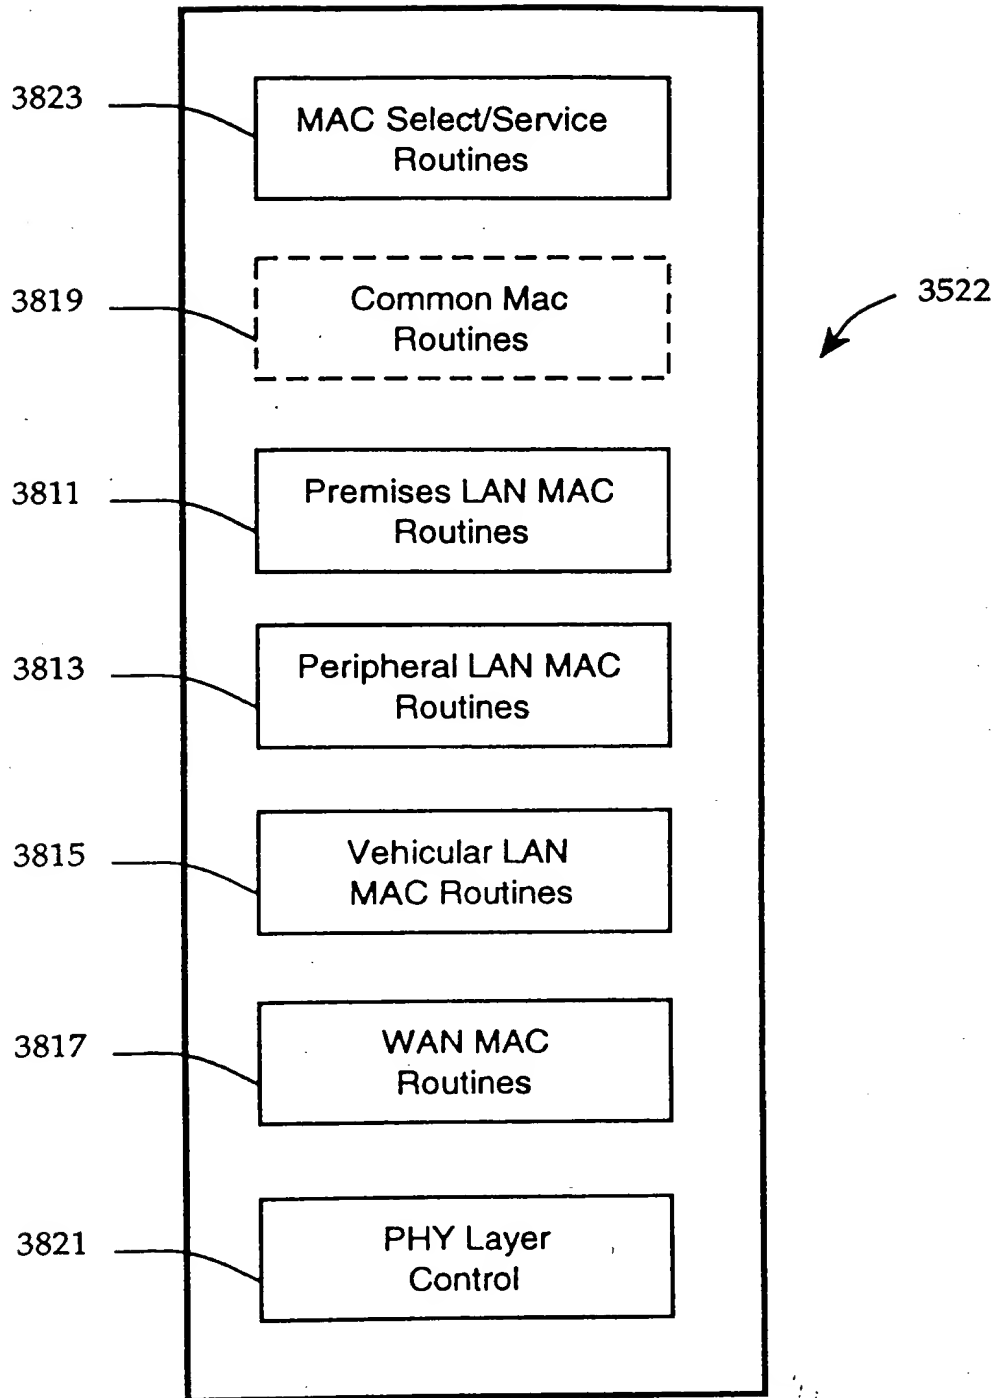 3823
MAC Select/Service
Routines
3819
Common Mac
Routines
3522
3811
Premises LAN MAC
Routines
3813
Peripheral LAN MAC
Routines
3815
Vehicular LAN
MAC Routines
3817
WAN MAC
Routines
3821
PHY Layer
Control